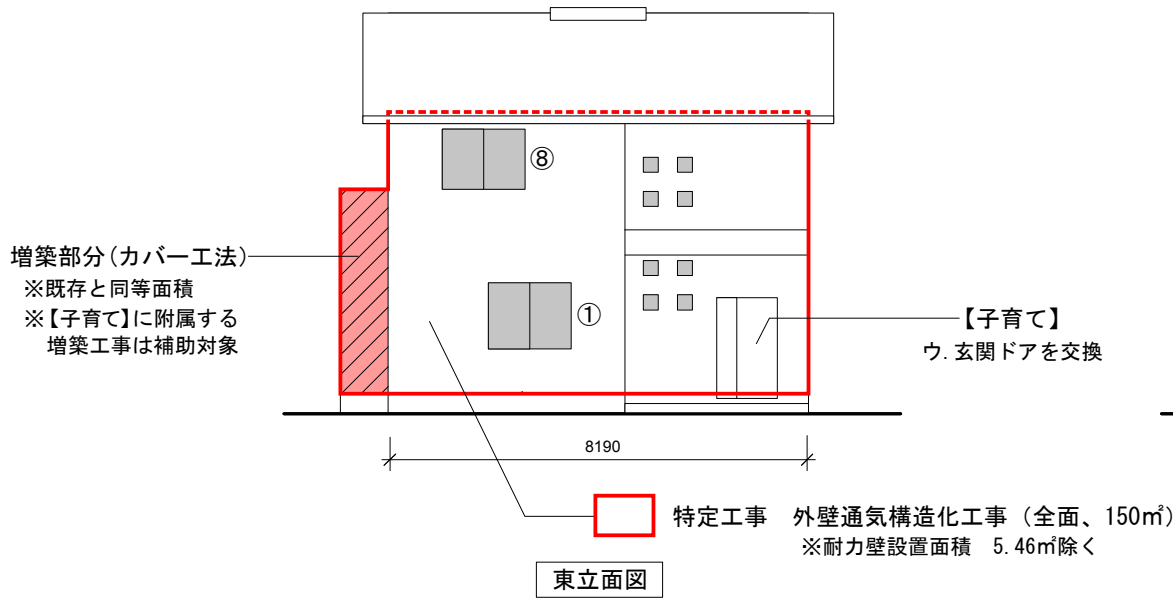 ⑧
増築部分(カバー工法)
※既存と同等面積
※【子育て】に附属する
増築工事は補助対象
①
【子育て】
ウ. 玄関ドアを交換
8190
特定工事　外壁通気構造化工事（全面、150㎡）
※耐力壁設置面積　5.46㎡除く
東立面図